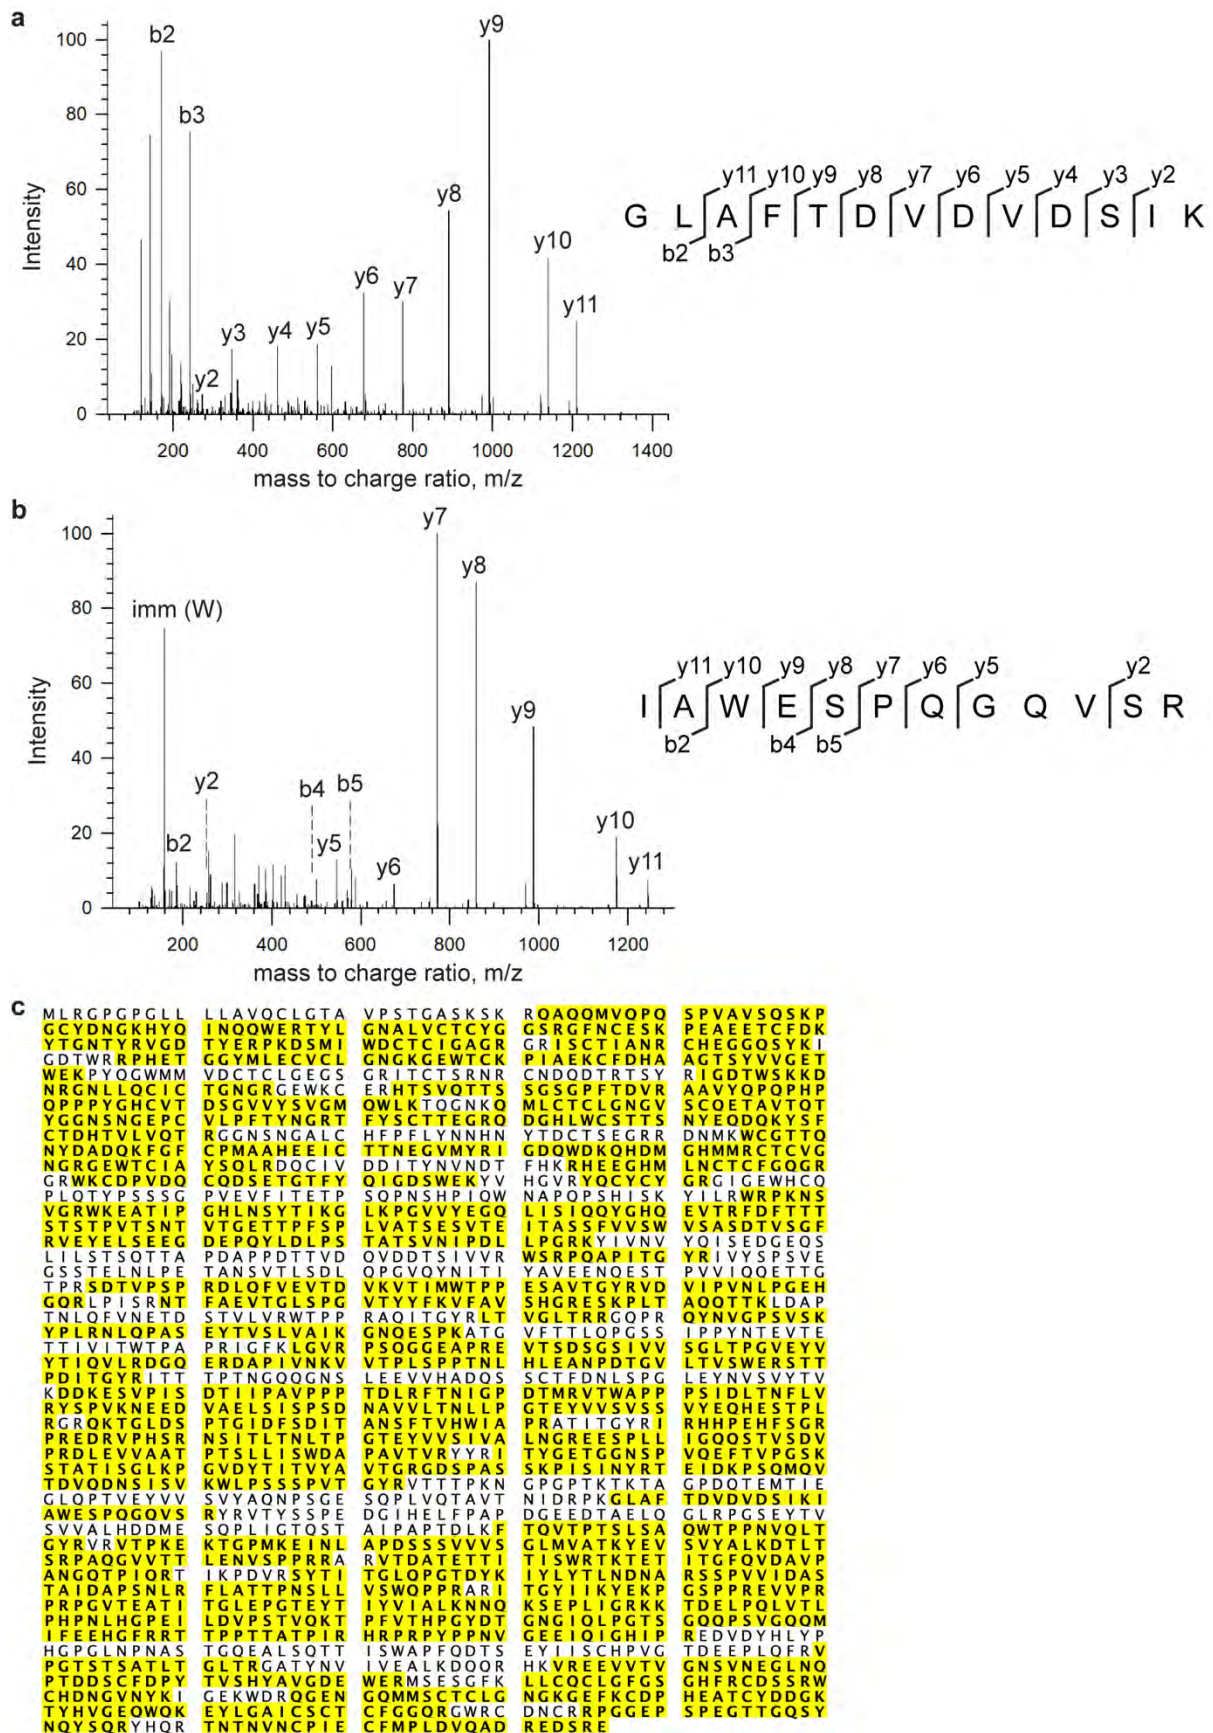 a
b2
y9
100
b3
80
60
y8
y10
40
y6
y7
y11
20
y3
y4
y5
y2
0
Intensity
200 400 600 800 1000 1200 1400
mass to charge ratio, m/z
y11 y10 y9 y8 y7 y6 y5 y4 y3 y2
G L A F T D V D V D S I K
b2 b3
b
y7
100
y8
80
imm (W)
60
y9
40
y2
b4
b5
20
y10
b2
y5
y6
y11
0
Intensity
200 400 600 800 1000 1200
mass to charge ratio, m/z
y11 y10 y9 y8 y7 y6 y5 y2
I A W E S P Q G Q V S R
b2 b4 b5
c
MLRGPGPGLL LLAVQCLGTA VPSTGASKSK RQAQQMVQPQ SPVAVSQSKP
GCYDNGKHYQ INQQWERTYL GNALVCTCYG GSRGFNCESK PEAEETCFDK
YTGNTYRVGD TYERPKDSMI WDCTCIGAGR GRISCTIANR CHEGGQSYKI
GDTWRRPHET GGYMLECVCL GNGKGEWTCK PIAEKCFDHA AGTSYVVGET
WEKPYQGWMM VDCTCLGEGS GRITCTSRNR CNDQDTRTSY RIGDTWSKKD
NRGNLLQCIC TGNGRGEWKC ERHTSVQTTS SGSGPFTDVR AAVYQPQPHP
QPPPYGHCVT DSGVVYSVGM QWLKTQGNKQ MLCTCLGNGV SCQETAVTQT
YGGNSNGEPC VLPFTYNGRT FYSCTTEGRQ DGHLWCSTTS NYEQDQKYSF
CTDHTVLVQT RGGNSNGALC HFPFLYNNHN YTDCTSEGRR DNMKWCGTTQ
NYDADQKFGF CPMAAHEEIC TTNEGVMYRI GDQWDKQHDM GHMMRCTCVG
NGRGEWTCIA YSQLRDQCIV DDITYNVNDT FHKRHEEGHM LNCTCFGQGR
GRWKCDPVDQ CQDSETGTFY QIGDSWEKYV HGVRYQCYCY GRGIGEWHCQ
PLQTYPSSSG PVEVFITETP SQPNSHPIQW NAPQPSHISK YILRWRPKNS
VGRWKEATIP GHLNSYTIKG LKPGVVYEGQ LISIQQYGHQ EVTRFDFTTT
STSTPVTSNT VTGETTPFSP LVATSESVTE ITASSFVVSW VSASDTVSGF
RVEYELSEEG DEPQYLDLPS TATSVNIPDL LPGRKYIVNV YQISEDGEQS
LILSTSQTTA PDAPPDTTVD QVDDTSIVVR WSRPQAPITG YRIVYSPSVE
GSSTELNLPE TANSVTLSDL QPGVQYNITI YAVEENQEST PVVIQQETTG
TPRSDTVPSP RDLQFVEVTD VKVTIMWTPP ESAVTGYRVD VIPVNLPGEH
GQRLPISRNT FAEVTGLSPG VTYYFKVFAV SHGRESKPLT AQQTTKLDAP
TNLQFVNETD STVLVRWTPP RAQITGYRLT VGLTRRGQPR QYNVGPSVSK
YPLRNLQPAS EYTVSLVAIK GNQESPKATG VFTTLQPGSS IPPYNTEVTE
TTIVITWTPA PRIGFKLGVR PSQGGEAPRE VTSDSGSIVV SGLTPGVEYV
YTIQVLRDGQ ERDAPIVNKV VTPLSPPTNL HLEANPDTGV LTVSWERSTT
PDITGYRITT TPTNGQQGNS LEEVVHADQS SCTFDNLSPG LEYNVSVYTV
KDDKESVPIS DTIIPAVPPP TDLRFTNIGP DTMRVTWAPP PSIDLTNFLV
RYSPVKNEED VAELSISPSD NAVVLTNLLP GTEYVVSVSS VYEQHESTPL
RGRQKTGLDS PTGIDFSDIT ANSFTVHWIA PRATITGYRI RHHPEHFSGR
PREDRVPHSR NSITLTNLTP GTEYVVSIVA LNGREESPLL IGQQSTVSDV
PRDLEVVAAT PTSLLISWDA PAVTVRYYRI TYGETGGNSP VQEFTVPGSK
STATISGLKP GVDYTITVYA VTGRGDSPAS SKPISINYRT EIDKPSQMQV
TDVQDNSISV KWLPSSSPVT GYRVTTTPKN GPGPTKTKTA GPDQTEMTIE
GLQPTVEYVV SVYAQNPSGE SQPLVQTAVT NIDRPKGLAF TDVDVDSIKI
AWESPQGQVS RYRVTYSSPE DGIHELFPAP DGEEDTAELQ GLRPGSEYTV
SVVALHDDME SQPLIGTQST AIPAPTDLKF TQVTPTSLSA QWTPPNVQLT
GYRVRVTPKE KTGPMKEINL APDSSSVVVS GLMVATKYEV SVYALKDTLT
SRPAQGVVTT LENVSPPRRA RVTDATETTI TISWRTKTET ITGFQVDAVP
ANGQTPIQRT IKPDVRSYTI TGLQPGTDYK IYLYTLNDNA RSSPVVIDAS
TAIDAPSNLR FLATTPNSLL VSWQPPRARI TGYIIKYEKP GSPPREVVPR
PRPGVTEATI TGLEPGTEYT IYVIALKNNQ KSEPLIGRKK TDELPQLVTL
PHPNLHGPEI LDVPSTVQKT PFVTHPGYDT GNGIQLPGTS GQQPSVGQQM
IFEEHGFRRT TPPTTATPIR HRPRPYPPNV GEEIQIGHIP REDVDYHLYP
HGPGLNPNAS TGQEALSQTT ISWAPFQDTS EYIISCHPVG TDEEPLQFRV
PGTSTSATLT GLTRGATYNV IVEALKDQQR HKVREEVVTV GNSVNEGLNQ
PTDDSCFDPY TVSHYAVGDE WERMSESGFK LLCQCLGFGS GHFRCDSSRW
CHDNGVNYKI GEKWDRQGEN GQMMSCTCLG NGKGEFKCDP HEATCYDDGK
TYHVGEQWQK EYLGAICSCT CFGGQRGWRC DNCRRPGGEP SPEGTTGQSY
NQYSQRYHQR TNTNVNCPIE CFMPLDVQAD REDSRE